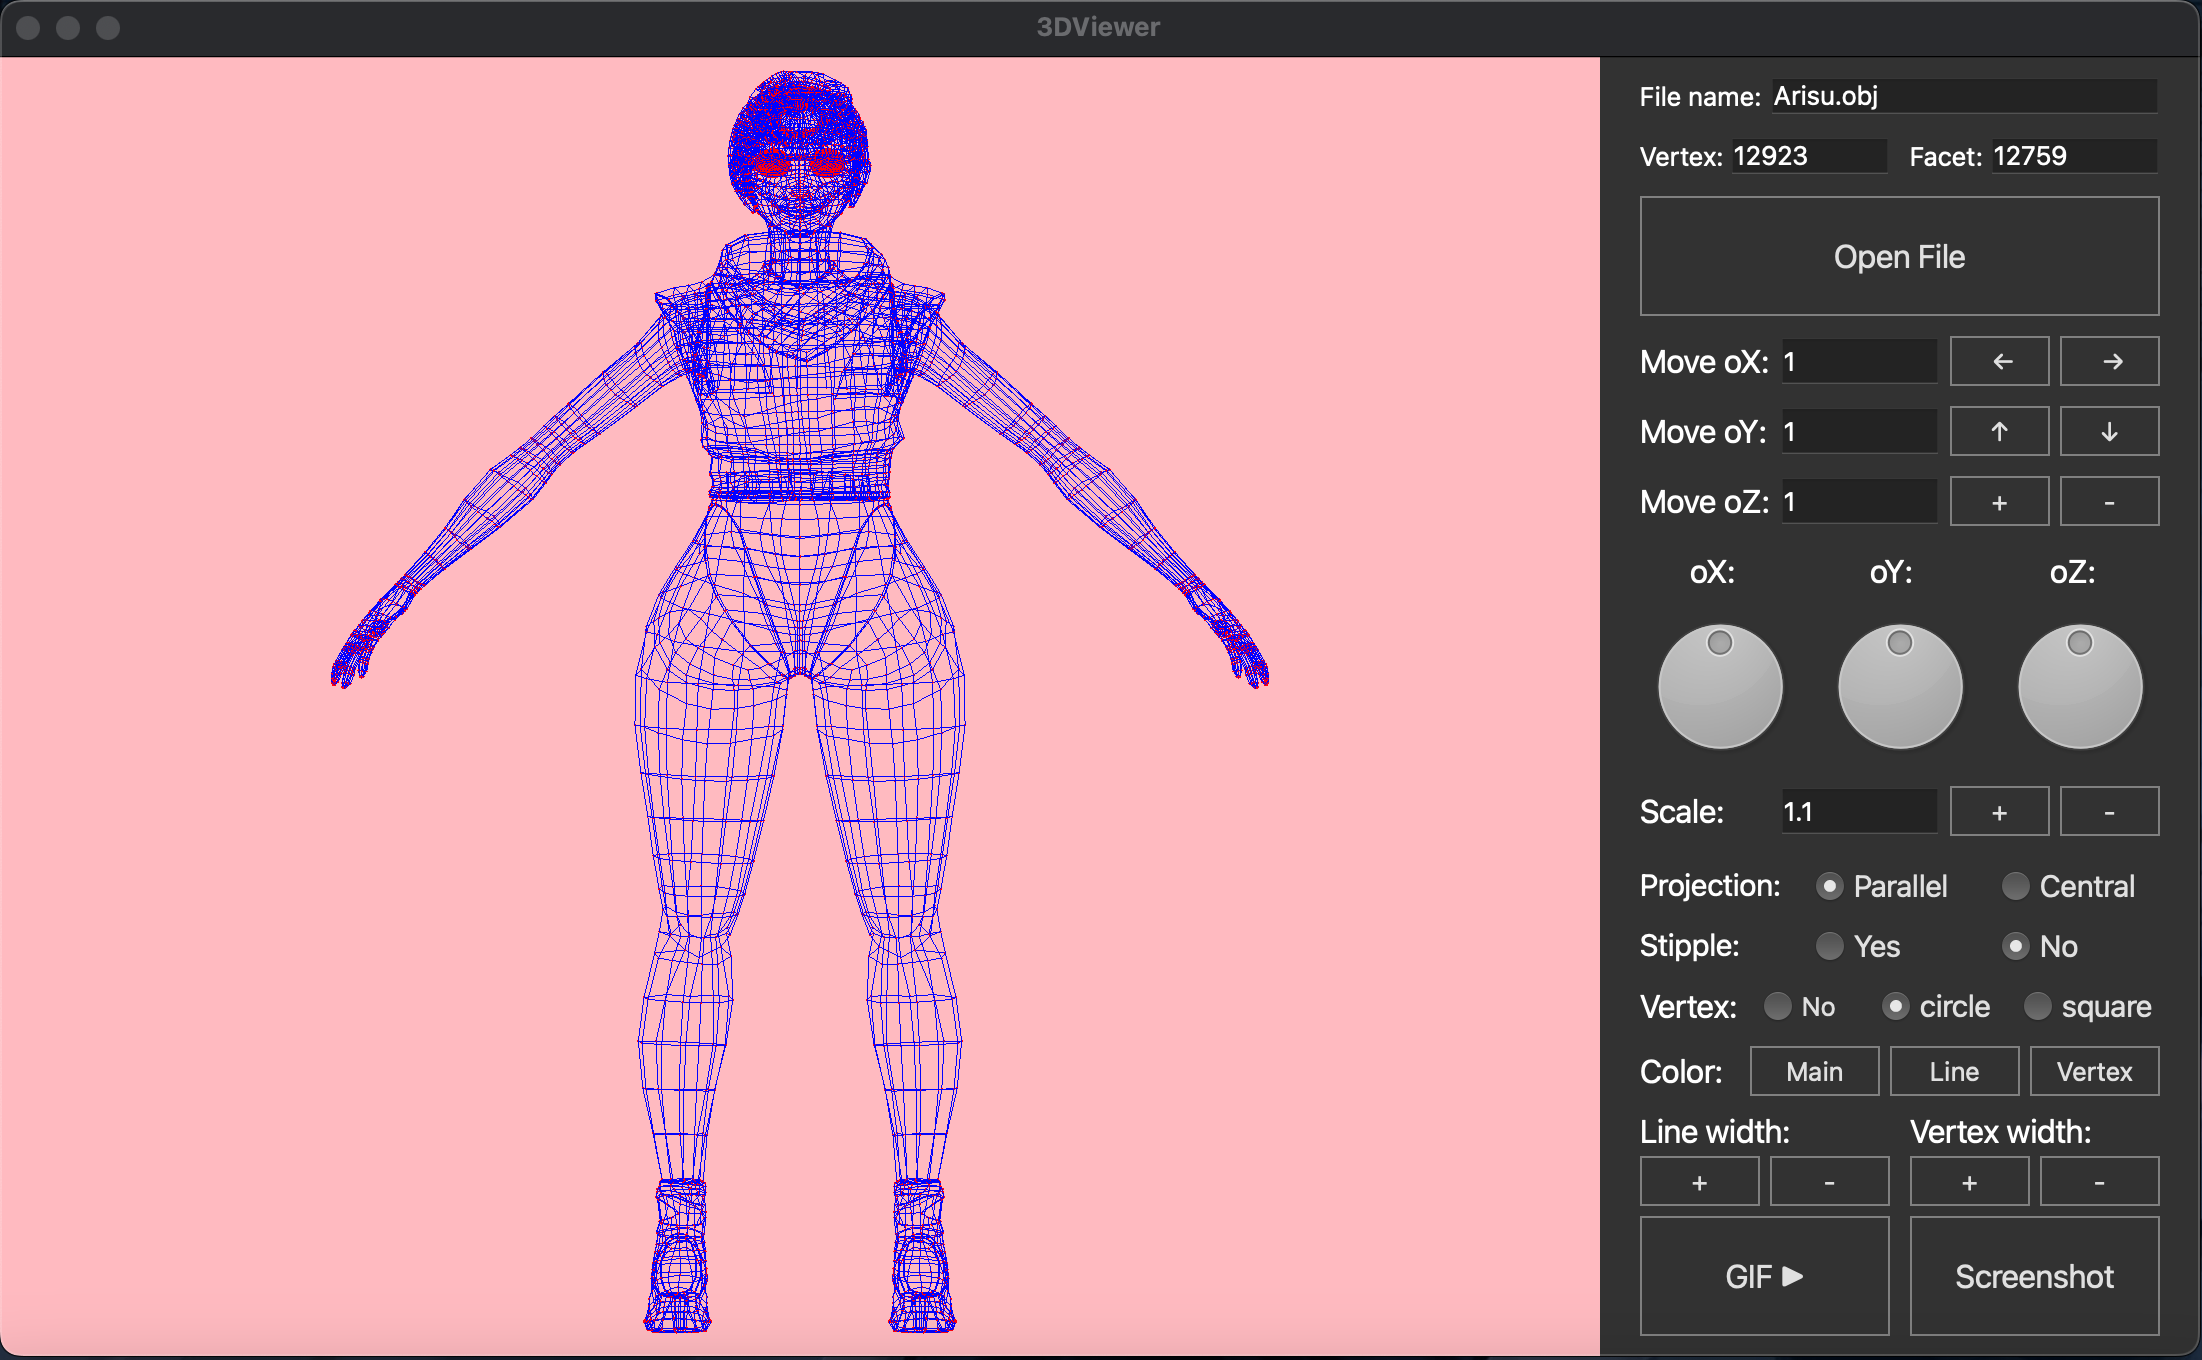 3DViewer
File name: Arisu.obj
Vertex: 12923 Facet: 12759
Open File
Move oX: 1 ← →
Move oY: 1 ↑ ↓
Move oZ: 1 + -
oX: oY: oZ:
Scale: 1.1 + -
Projection: Parallel Central
Stipple: Yes No
Vertex: No circle square
Color: Main Line Vertex
Line width: Vertex width:
+ - + -
GIF ▶ Screenshot